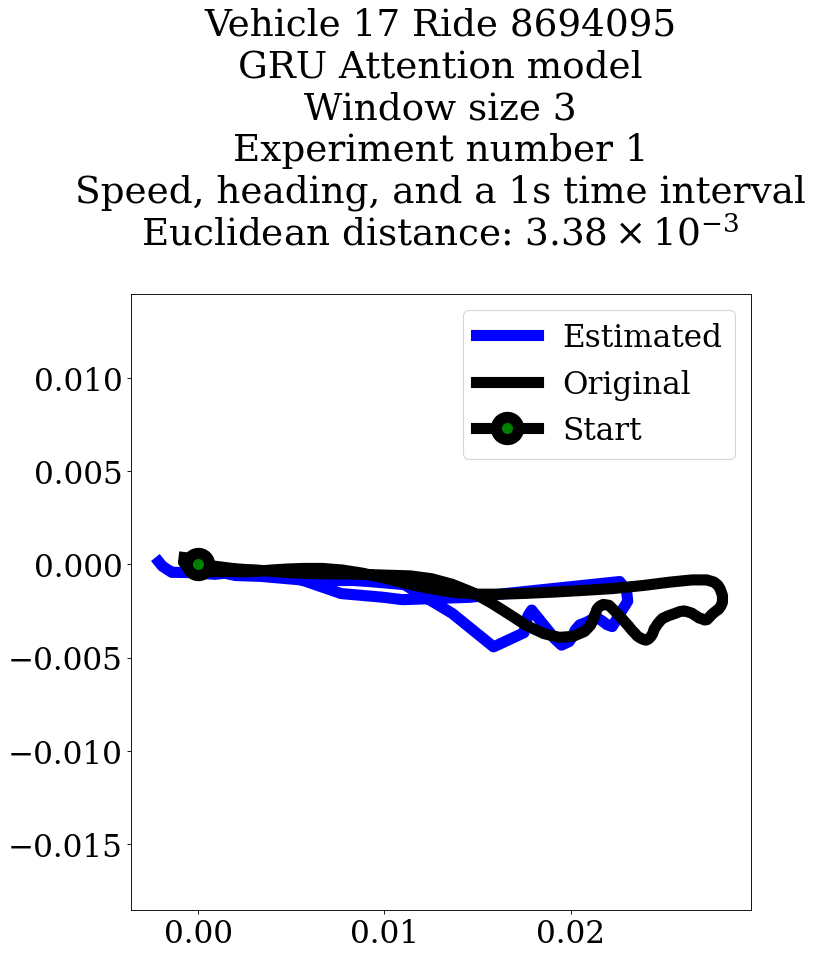 Vehicle 17 Ride 8694095
GRU Attention model
Window size 3
Experiment number 1
Speed, heading, and a 1s time interval
Euclidean distance: 3.38 × 10⁻³
Estimated
Original
Start
0.010
0.005
0.000
−0.005
−0.010
−0.015
0.00 0.01 0.02